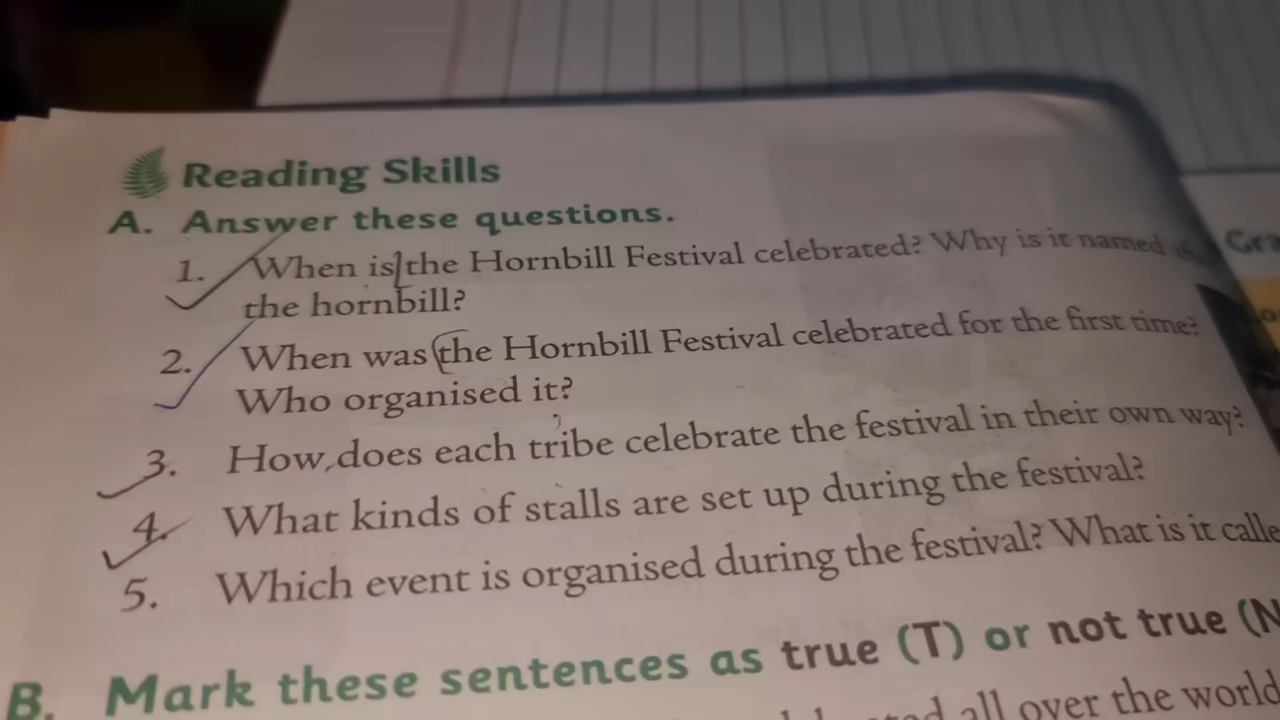 Reading Skills
A. Answer these questions.
1. When is the Hornbill Festival celebrated? Why is it named
the hornbill?
2. When was the Hornbill Festival celebrated for the first time?
Who organised it?
3. How does each tribe celebrate the festival in their own way?
4. What kinds of stalls are set up during the festival?
5. Which event is organised during the festival? What is it calle
B. Mark these sentences as true (T) or not true (N
all over the world
Gra